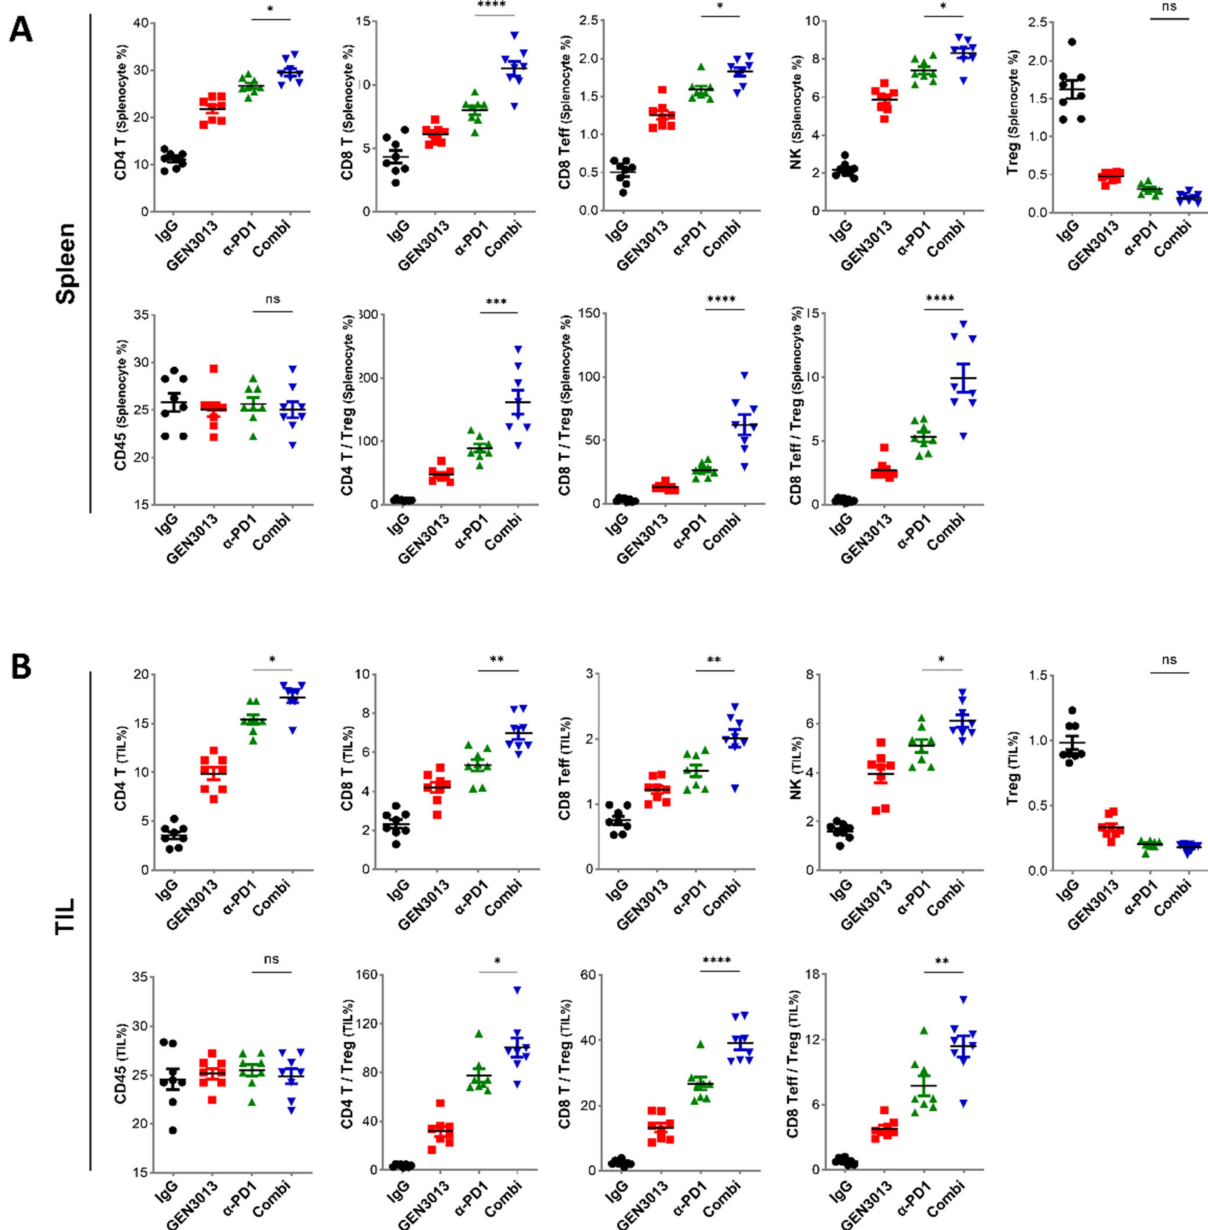 A
Spleen
*
CD4 T (Splenocyte %)
40
30
20
10
0
IgG
GEN3013
α-PD1
Combi
****
CD8 T (Splenocyte %)
15
10
5
0
IgG
GEN3013
α-PD1
Combi
*
CD8 Teff (Splenocyte %)
2.5
2.0
1.5
1.0
0.5
0.0
IgG
GEN3013
α-PD1
Combi
*
NK (Splenocyte %)
10
8
6
4
2
0
IgG
GEN3013
α-PD1
Combi
ns
Treg (Splenocyte %)
2.5
2.0
1.5
1.0
0.5
0.0
IgG
GEN3013
α-PD1
Combi
ns
CD45 (Splenocyte %)
35
30
25
20
15
IgG
GEN3013
α-PD1
Combi
***
CD4 T / Treg (Splenocyte %)
300
200
100
0
IgG
GEN3013
α-PD1
Combi
****
CD8 T / Treg (Splenocyte %)
150
100
50
0
IgG
GEN3013
α-PD1
Combi
****
CD8 Teff / Treg (Splenocyte %)
15
10
5
0
IgG
GEN3013
α-PD1
Combi
B
TIL
*
CD4 T (TIL%)
20
15
10
5
0
IgG
GEN3013
α-PD1
Combi
**
CD8 T (TIL%)
10
8
6
4
2
0
IgG
GEN3013
α-PD1
Combi
**
CD8 Teff (TIL%)
3
2
1
0
IgG
GEN3013
α-PD1
Combi
*
NK (TIL%)
8
6
4
2
0
IgG
GEN3013
α-PD1
Combi
ns
Treg (TIL%)
1.5
1.0
0.5
0.0
IgG
GEN3013
α-PD1
Combi
ns
CD45 (TIL%)
35
30
25
20
15
IgG
GEN3013
α-PD1
Combi
*
CD4 T / Treg (TIL%)
160
120
80
40
0
IgG
GEN3013
α-PD1
Combi
****
CD8 T / Treg (TIL%)
60
40
20
0
IgG
GEN3013
α-PD1
Combi
**
CD8 Teff / Treg (TIL%)
18
12
6
0
IgG
GEN3013
α-PD1
Combi